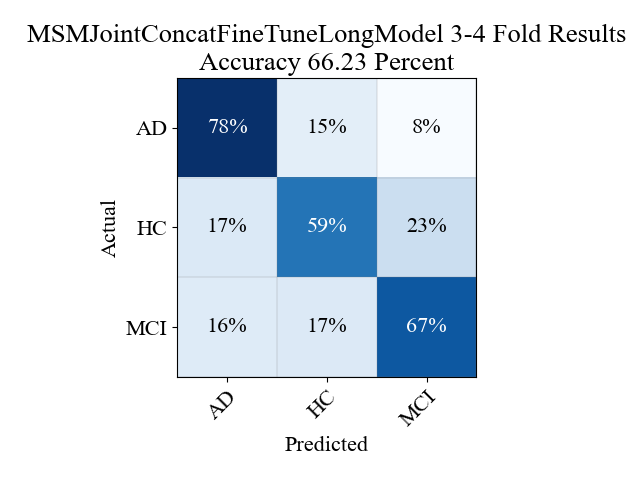 MSMJointConcatFineTuneLongModel 3-4 Fold Results
Accuracy 66.23 Percent
AD 78% 15% 8%
HC 17% 59% 23%
MCI 16% 17% 67%
Actual
AD HC MCI
Predicted